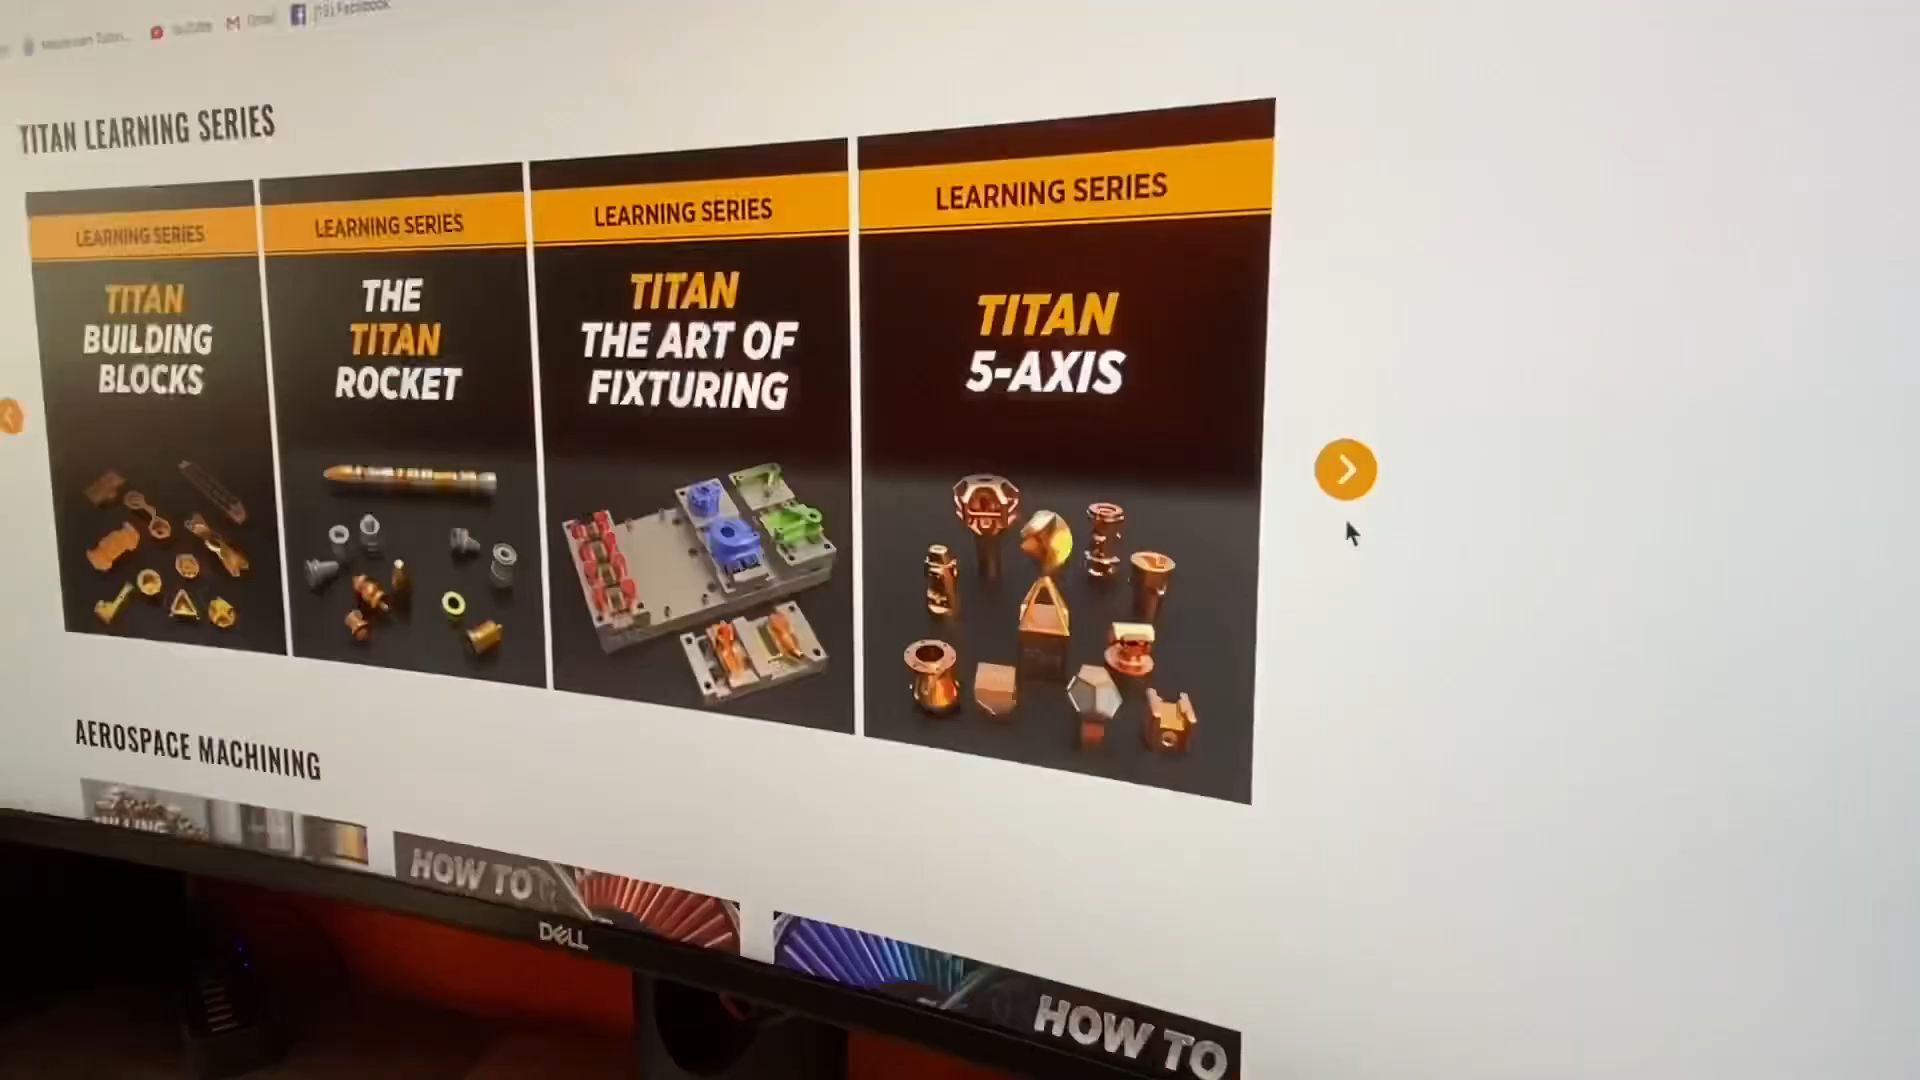 YouTube
Gmail
Facebook
TITAN LEARNING SERIES
LEARNING SERIES
TITAN
BUILDING
BLOCKS
LEARNING SERIES
THE
TITAN
ROCKET
LEARNING SERIES
TITAN
THE ART OF
FIXTURING
LEARNING SERIES
TITAN
5-AXIS
AEROSPACE MACHINING
HOW TO
HOW TO
DELL